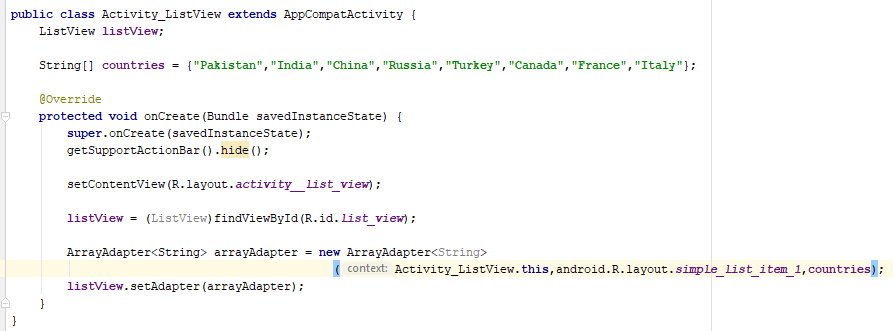 public class Activity_ListView extends AppCompatActivity {
    ListView listView;
    String[] countries = {"Pakistan","India","China","Russia","Turkey","Canada","France","Italy"};
    @Override
    protected void onCreate(Bundle savedInstanceState) {
        super.onCreate(savedInstanceState);
        getSupportActionBar().hide();
        setContentView(R.layout.activity__list_view);
        listView = (ListView)findViewById(R.id.list_view);
        ArrayAdapter<String> arrayAdapter = new ArrayAdapter<String>
                                              ( context: Activity_ListView.this,android.R.layout.simple_list_item_1,countries);
        listView.setAdapter(arrayAdapter);
    }
}